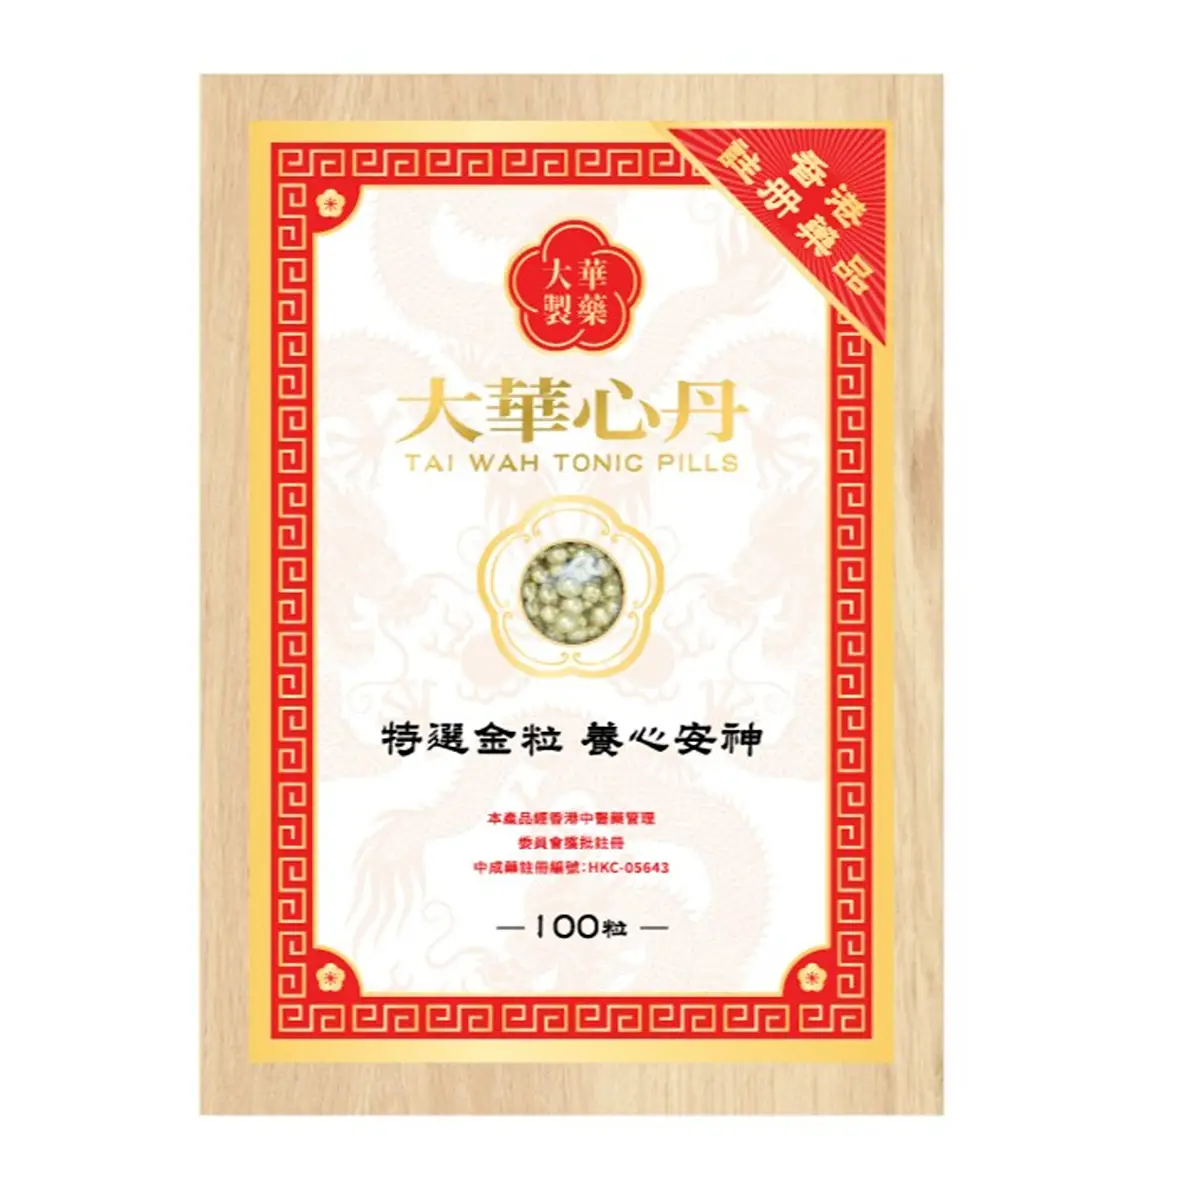 香港
註册藥品
大華
製藥
大華心丹
TAI WAH TONIC PILLS
特選金粒 養心安神
本產品經香港中醫藥管理
委員會獲批註冊
中成藥註冊編號:HKC-05643
—100粒—